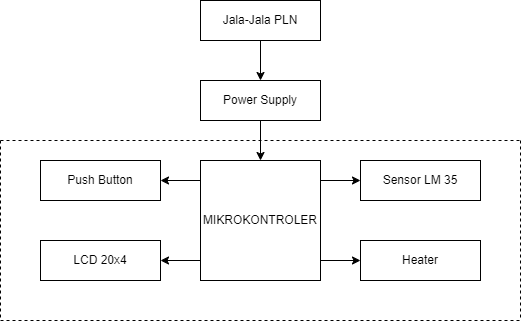 Jala-Jala PLN
Power Supply
Push Button
MIKROKONTROLER
Sensor LM 35
LCD 20x4
Heater